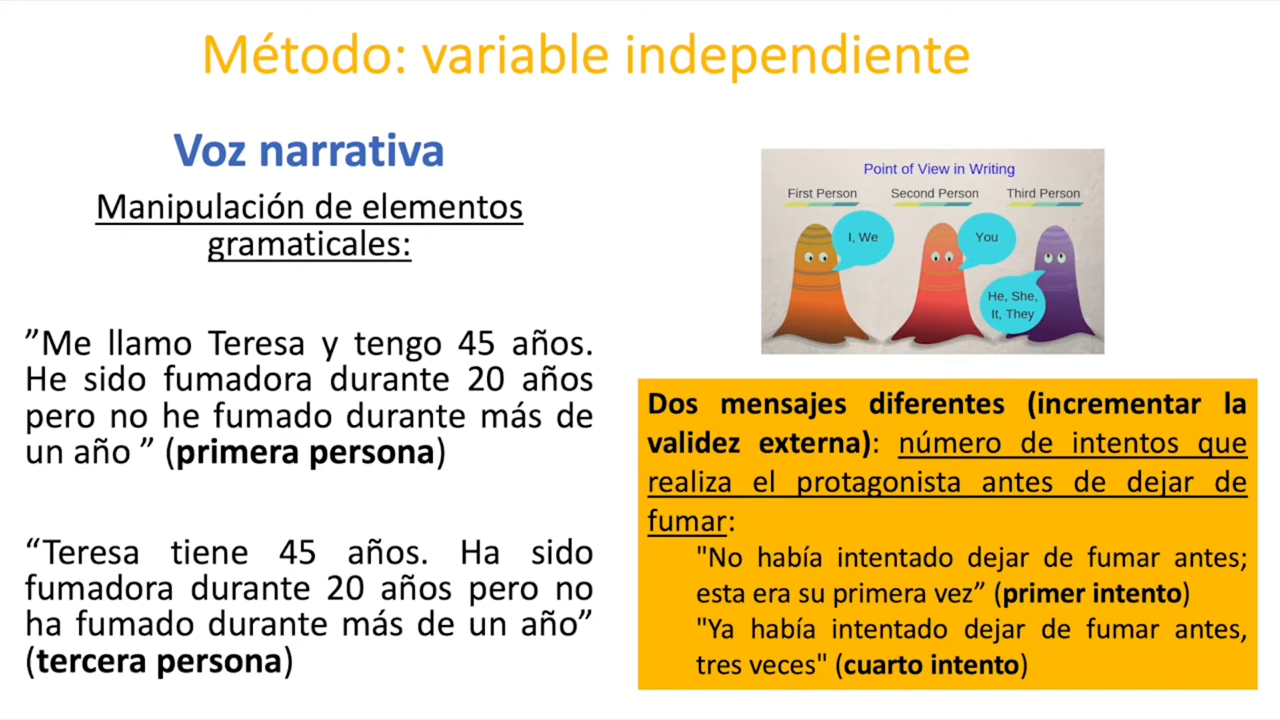 Método: variable independiente
Voz narrativa
Manipulación de elementos
gramaticales:
”Me llamo Teresa y tengo 45 años.
He sido fumadora durante 20 años
pero no he fumado durante más de
un año ” (primera persona)
“Teresa tiene 45 años. Ha sido
fumadora durante 20 años pero no
ha fumado durante más de un año”
(tercera persona)
Point of View in Writing
First Person
Second Person
Third Person
I, We
You
He, She,
It, They
Dos mensajes diferentes (incrementar la
validez externa): número de intentos que
realiza el protagonista antes de dejar de
fumar:
"No había intentado dejar de fumar antes;
esta era su primera vez” (primer intento)
"Ya había intentado dejar de fumar antes,
tres veces" (cuarto intento)